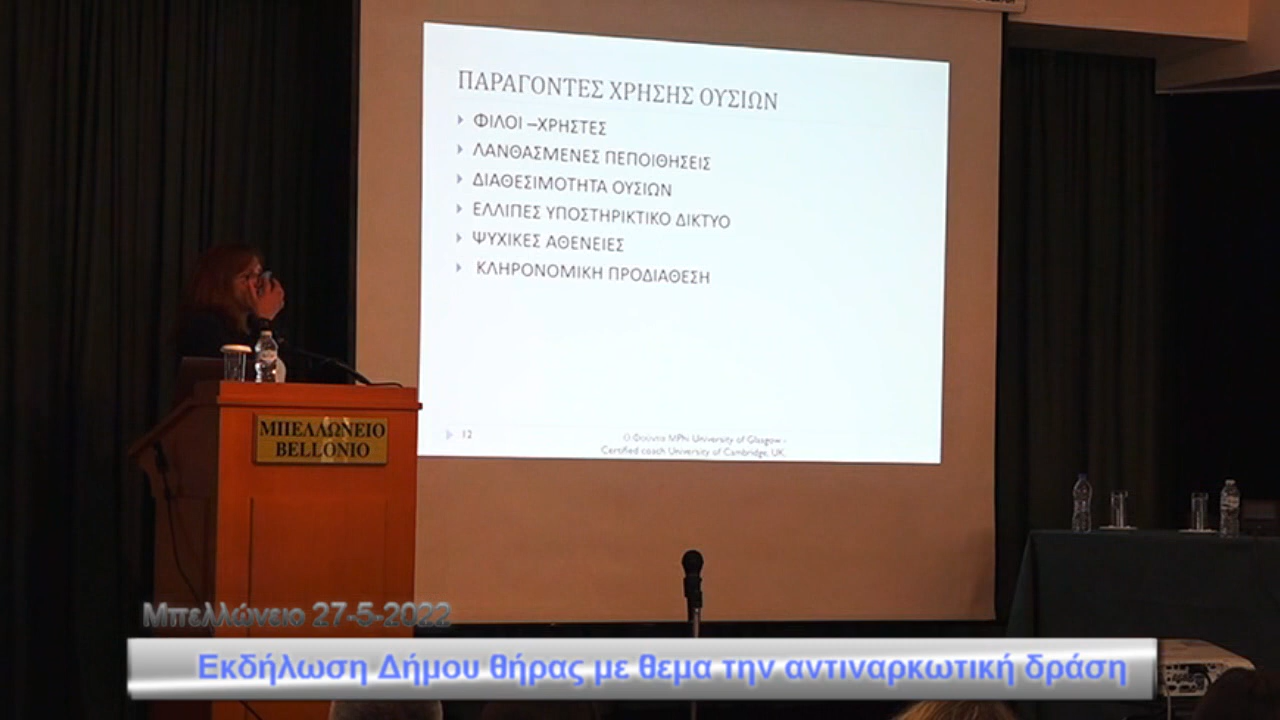 ΠΑΡΑΓΟΝΤΕΣ ΧΡΗΣΗΣ ΟΥΣΙΩΝ
ΦΙΛΟΙ –ΧΡΗΣΤΕΣ
ΛΑΝΘΑΣΜΕΝΕΣ ΠΕΠΟΙΘΗΣΕΙΣ
ΔΙΑΘΕΣΙΜΟΤΗΤΑ ΟΥΣΙΩΝ
ΕΛΛΙΠΕΣ ΥΠΟΣΤΗΡΙΚΤΙΚΟ ΔΙΚΤΥΟ
ΨΥΧΙΚΕΣ ΑΘΕΝΕΙΕΣ
ΚΛΗΡΟΝΟΜΙΚΗ ΠΡΟΔΙΑΘΕΣΗ
12
Ο.Φούντα MPhi University of Glasgow -
Certified coach University of Cambridge, UK,
ΜΠΕΛΛΩΝΕΙΟ
BELLONIO
Μπελλώνειο 27-5-2022
Εκδήλωση Δήμου θήρας με θεμα την αντιναρκωτική δράση